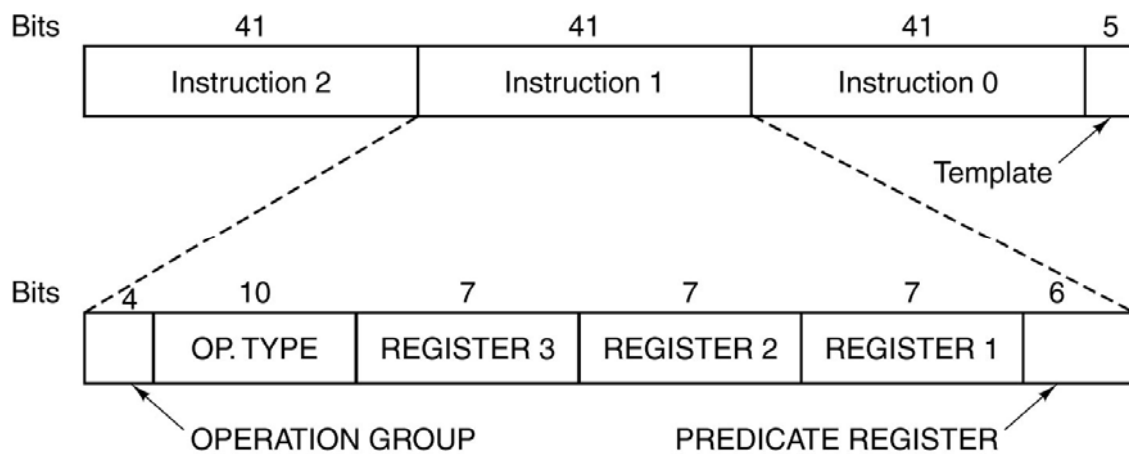 Bits 41 41 41 5
Instruction 2 Instruction 1 Instruction 0
Template
Bits 4 10 7 7 7 6
OP. TYPE REGISTER 3 REGISTER 2 REGISTER 1
OPERATION GROUP PREDICATE REGISTER